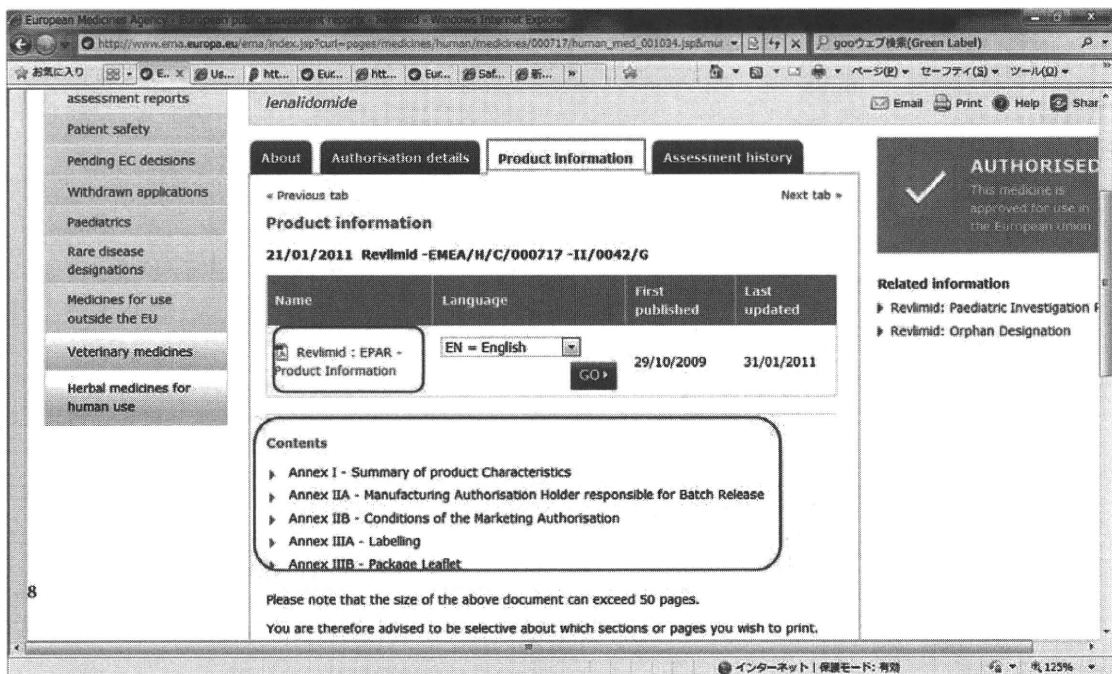 European Medicines Agency - European public assessment reports - Revlimid - Windows Internet Explorer
http://www.ema.europa.eu/ema/index.jsp?curl=pages/medicines/human/medicines/000717/human_med_001034.jsp&mur
gooウェブ検索(Green Label)
お気に入り
E.. X
Us...
htt...
Eur...
htt...
Eur...
Saf...
新...
»
ページ(P)
セーフティ(S)
ツール(O)
»
assessment reports
Patient safety
Pending EC decisions
Withdrawn applications
Paediatrics
Rare disease
designations
Medicines for use
outside the EU
Veterinary medicines
Herbal medicines for
human use
lenalidomide
Email Print Help Shar
About Authorisation details Product information Assessment history
« Previous tab Next tab »
Product information
21/01/2011 Revlimid -EMEA/H/C/000717 -II/0042/G
Name Language First
published Last
updated
Revlimid : EPAR -
Product Information
EN = English
GO
29/10/2009 31/01/2011
Contents
Annex I - Summary of product Characteristics
Annex IIA - Manufacturing Authorisation Holder responsible for Batch Release
Annex IIB - Conditions of the Marketing Authorisation
Annex IIIA - Labelling
Annex IIIB - Package Leaflet
Please note that the size of the above document can exceed 50 pages.
You are therefore advised to be selective about which sections or pages you wish to print.
AUTHORISED
This medicine is
approved for use in
the European Union
Related information
Revlimid: Paediatric Investigation P
Revlimid: Orphan Designation
8
インターネット | 保護モード: 有効
125%